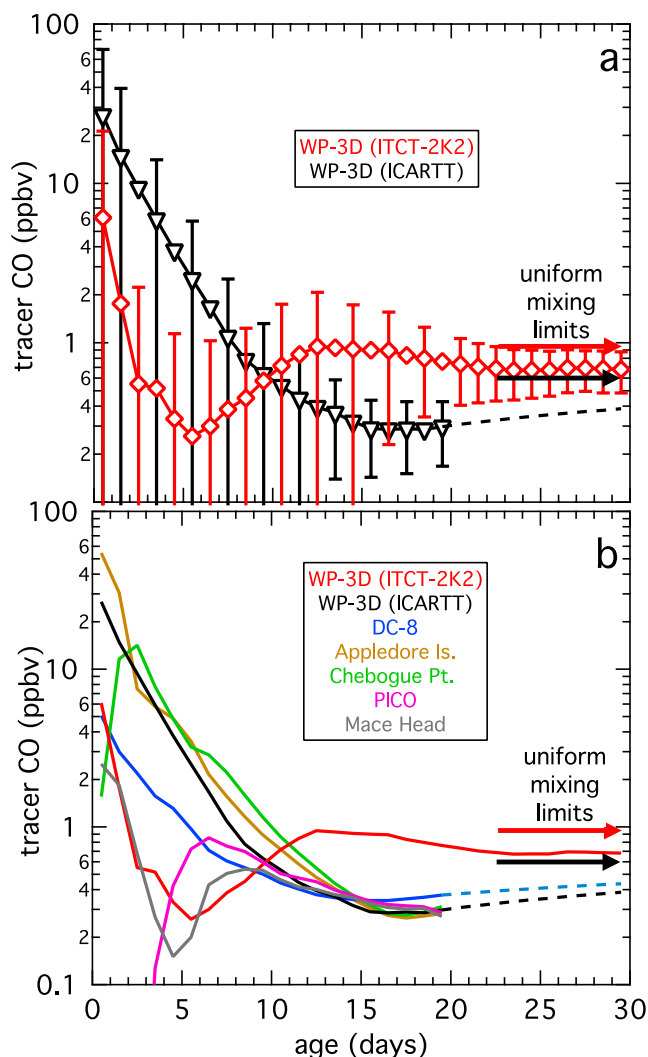 100
6
4
2
10
6
4
2
1
6
4
2
tracer CO (ppbv)
a
WP-3D (ITCT-2K2)
WP-3D (ICARTT)
uniform
mixing
limits
100
6
4
2
10
6
4
2
1
6
4
2
0.1
tracer CO (ppbv)
b
WP-3D (ITCT-2K2)
WP-3D (ICARTT)
DC-8
Appledore Is.
Chebogue Pt.
PICO
Mace Head
uniform
mixing
limits
0 5 10 15 20 25 30
age (days)